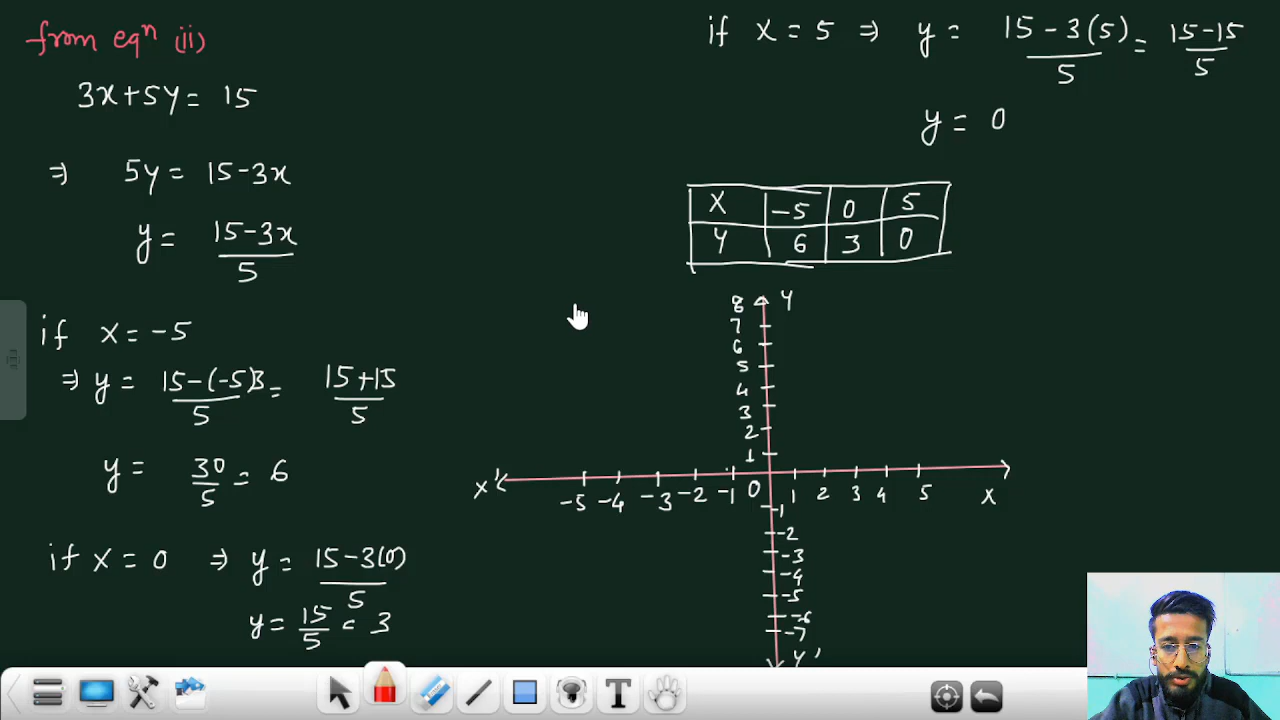 from eqn (ii)
3x+5y = 15
⇒ 5y = 15-3x
y = 15-3x / 5
if x = -5
⇒ y = 15-(-5)3 / 5 = 15+15 / 5
y = 30/5 = 6
if x = 0 ⇒ y = 15-3(0) / 5
y = 15/5 = 3
if x = 5 ⇒ y = 15-3(5) / 5 = 15-15 / 5
y = 0
X -5 0 5
Y 6 3 0
8 Y
7
6
5
4
3
2
1
X' -5 -4 -3 -2 -1 0 1 2 3 4 5 X
-1
-2
-3
-4
-5
-6
-7
Y'
T